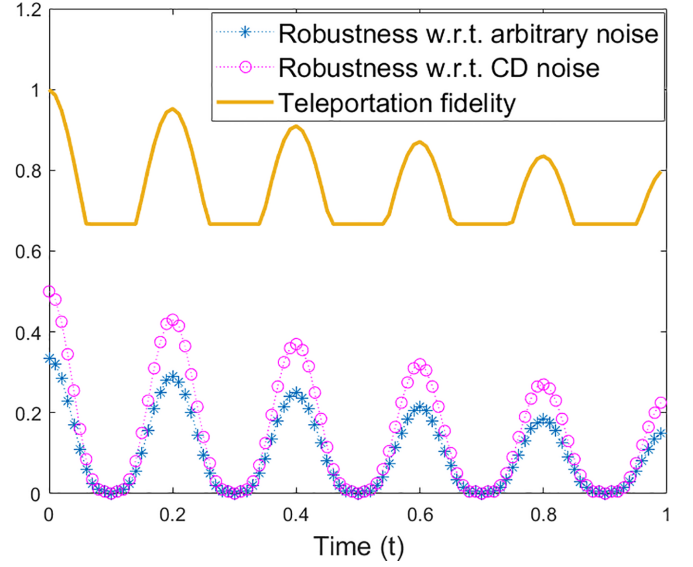 1.2
1
0.8
0.6
0.4
0.2
0
Robustness w.r.t. arbitrary noise
Robustness w.r.t. CD noise
Teleportation fidelity
0 0.2 0.4 0.6 0.8 1
Time (t)